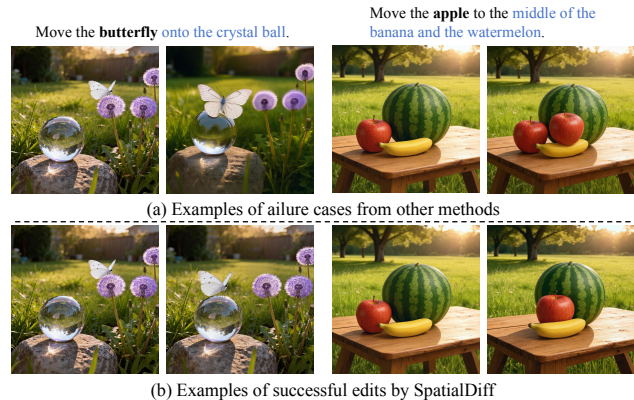 Move the butterfly onto the crystal ball.
Move the apple to the middle of the
banana and the watermelon.
(a) Examples of ailure cases from other methods
(b) Examples of successful edits by SpatialDiff